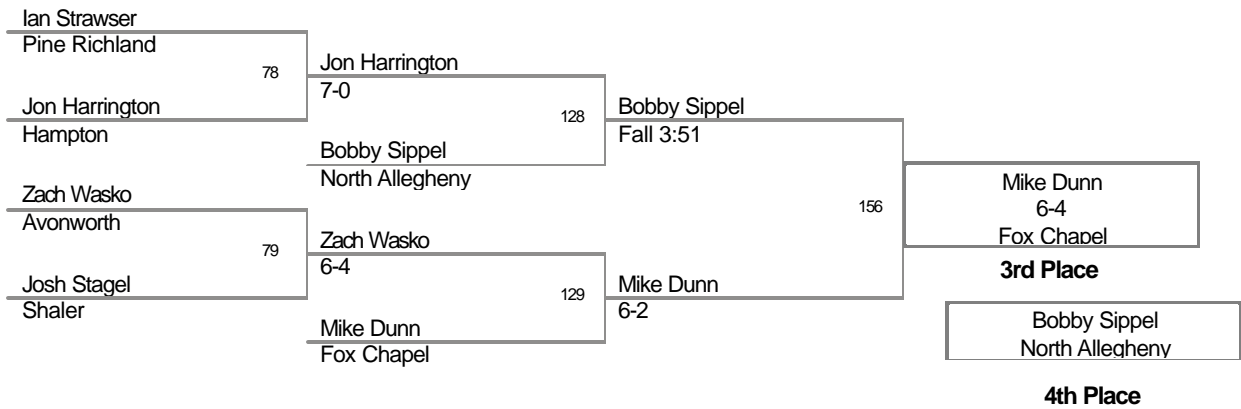 Ian Strawser
Pine Richland
78
Jon Harrington
7-0
Jon Harrington
Hampton
128
Bobby Sippel
Fall 3:51
Bobby Sippel
North Allegheny
Zach Wasko
Avonworth
156
Mike Dunn
6-4
Fox Chapel
3rd Place
79
Zach Wasko
6-4
Josh Stagel
Shaler
129
Mike Dunn
6-2
Mike Dunn
Fox Chapel
Bobby Sippel
North Allegheny
4th Place